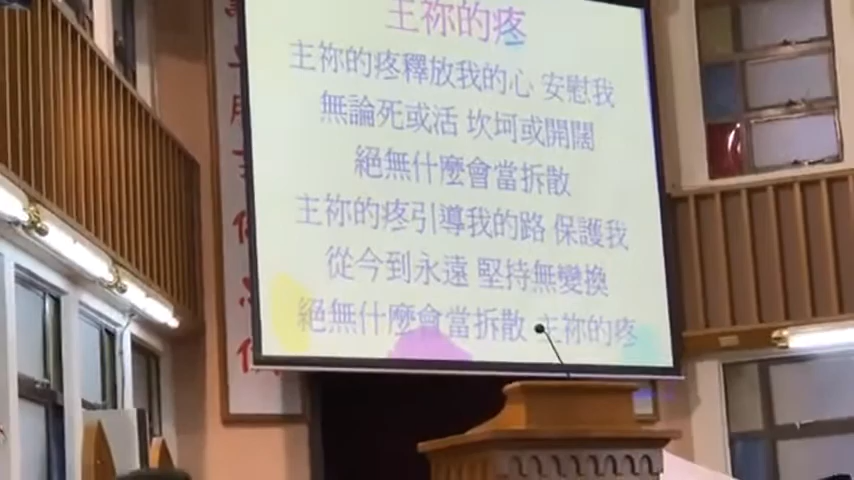 主祢的疼
主祢的疼釋放我的心 安慰我
無論死或活 坎坷或開闊
絕無什麼會當拆散
主祢的疼引導我的路 保護我
從今到永遠 堅持無變換
絕無什麼會當拆散 主祢的疼